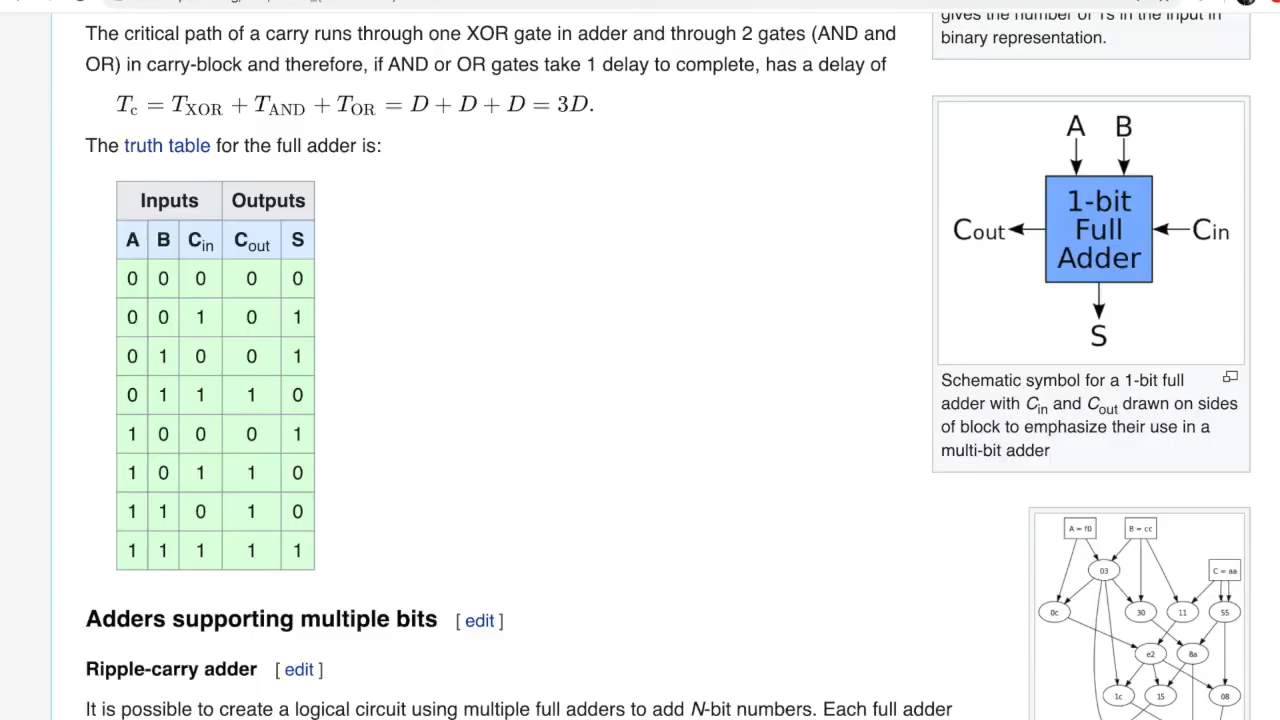 The critical path of a carry runs through one XOR gate in adder and through 2 gates (AND and
OR) in carry-block and therefore, if AND or OR gates take 1 delay to complete, has a delay of
T_c = T_XOR + T_AND + T_OR = D + D + D = 3D.
The truth table for the full adder is:
Inputs Outputs
A B C_in C_out S
0 0 0 0 0
0 0 1 0 1
0 1 0 0 1
0 1 1 1 0
1 0 0 0 1
1 0 1 1 0
1 1 0 1 0
1 1 1 1 1
Adders supporting multiple bits [ edit ]
Ripple-carry adder [ edit ]
It is possible to create a logical circuit using multiple full adders to add N-bit numbers. Each full adder
gives the number of 1s in the input in
binary representation.
A B
1-bit
Cout Full Cin
Adder
S
Schematic symbol for a 1-bit full
adder with C_in and C_out drawn on sides
of block to emphasize their use in a
multi-bit adder
A = f0 B = cc
03 C = aa
0c 30 11 55
e2 8a
1c 15 08